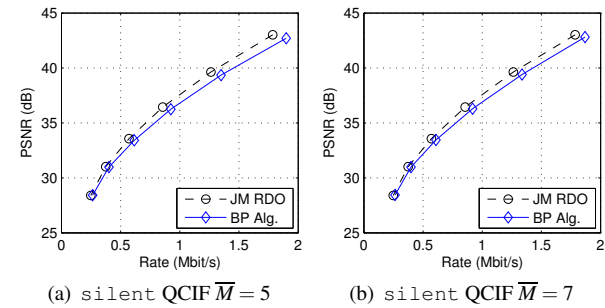 45
40
35
30
25
PSNR (dB)
0 0.5 1 1.5 2
Rate (Mbit/s)
JM RDO
BP Alg.
(a) silent QCIF M̅ = 5
45
40
35
30
25
PSNR (dB)
0 0.5 1 1.5 2
Rate (Mbit/s)
JM RDO
BP Alg.
(b) silent QCIF M̅ = 7